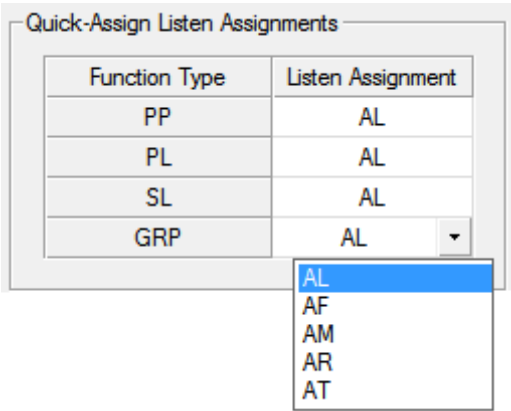 Quick-Assign Listen Assignments
Function Type Listen Assignment
PP AL
PL AL
SL AL
GRP AL
AL
AF
AM
AR
AT